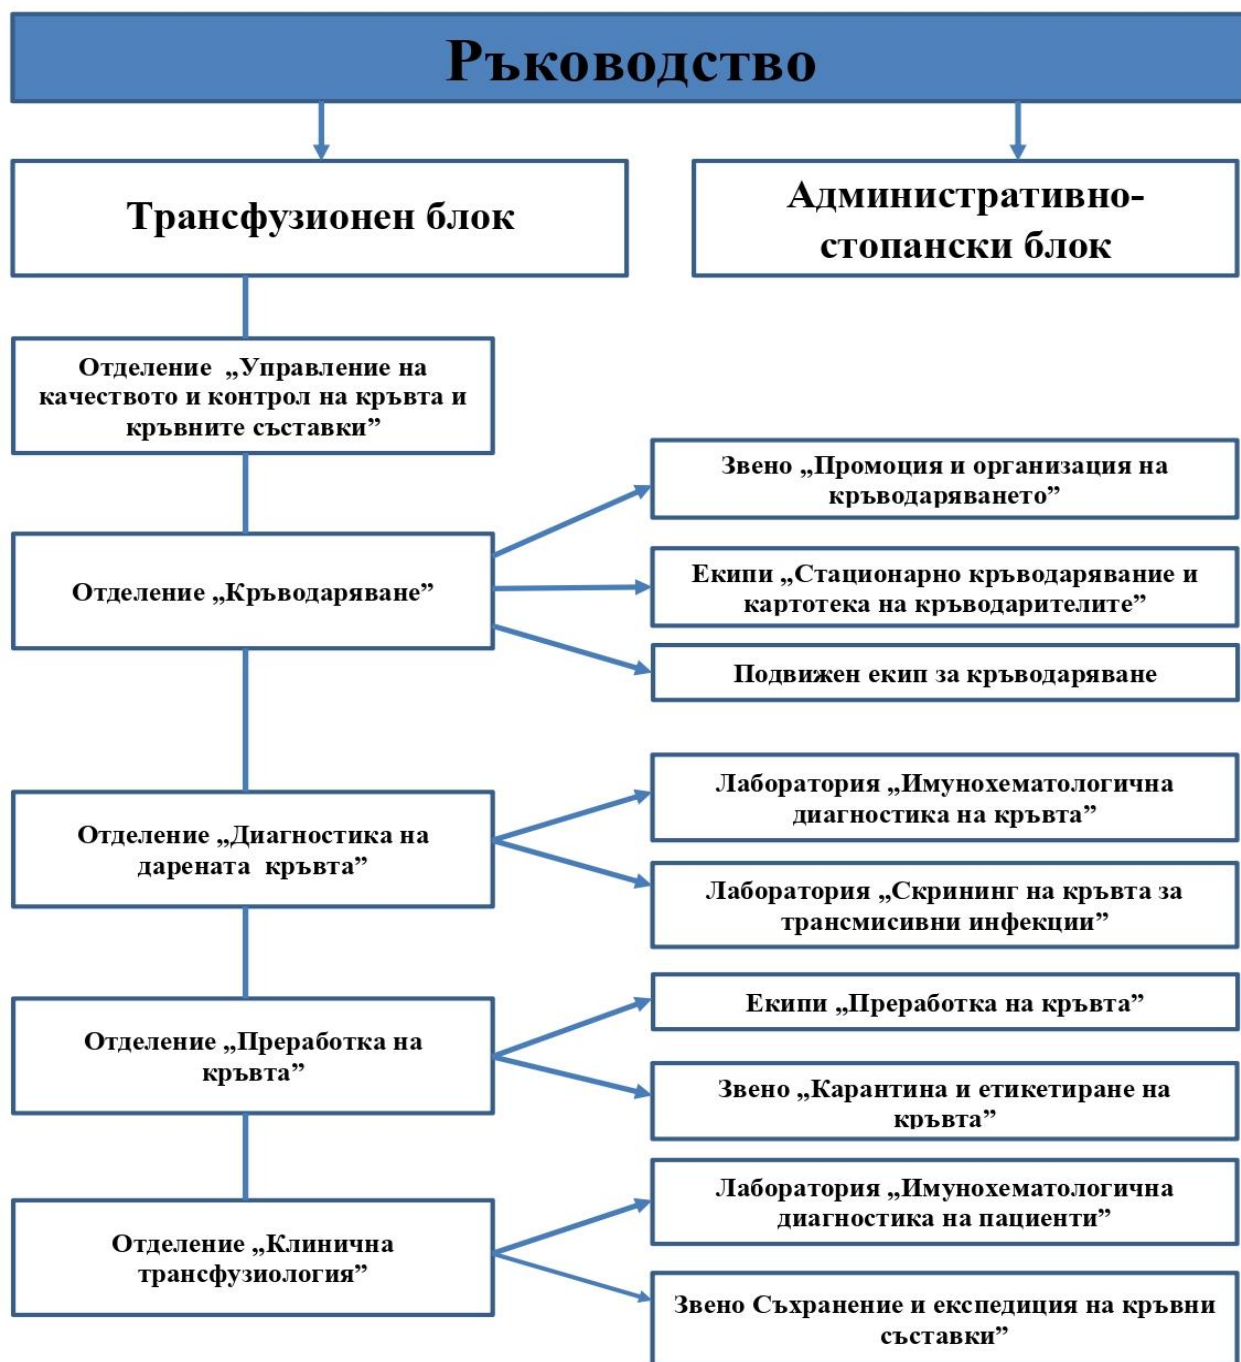 Ръководство
Трансфузионен блок
Административно-
стопански блок
Отделение „Управление на
качеството и контрол на кръвта и
кръвните съставки”
Звено „Промоция и организация на
кръводаряването”
Отделение „Кръводаряване”
Екипи „Стационарно кръводарявание и
картотека на кръводарителите”
Подвижен екип за кръводаряване
Лаборатория „Имунохематологична
диагностика на кръвта”
Отделение „Диагностика на
дарената кръвта”
Лаборатория „Скрининг на кръвта за
трансмисивни инфекции”
Екипи „Преработка на кръвта”
Отделение „Преработка на
кръвта”
Звено „Карантина и етикетиране на
кръвта”
Лаборатория „Имунохематологична
диагностика на пациенти”
Отделение „Клинична
трансфузиология”
Звено Съхранение и експедиция на кръвни
съставки”